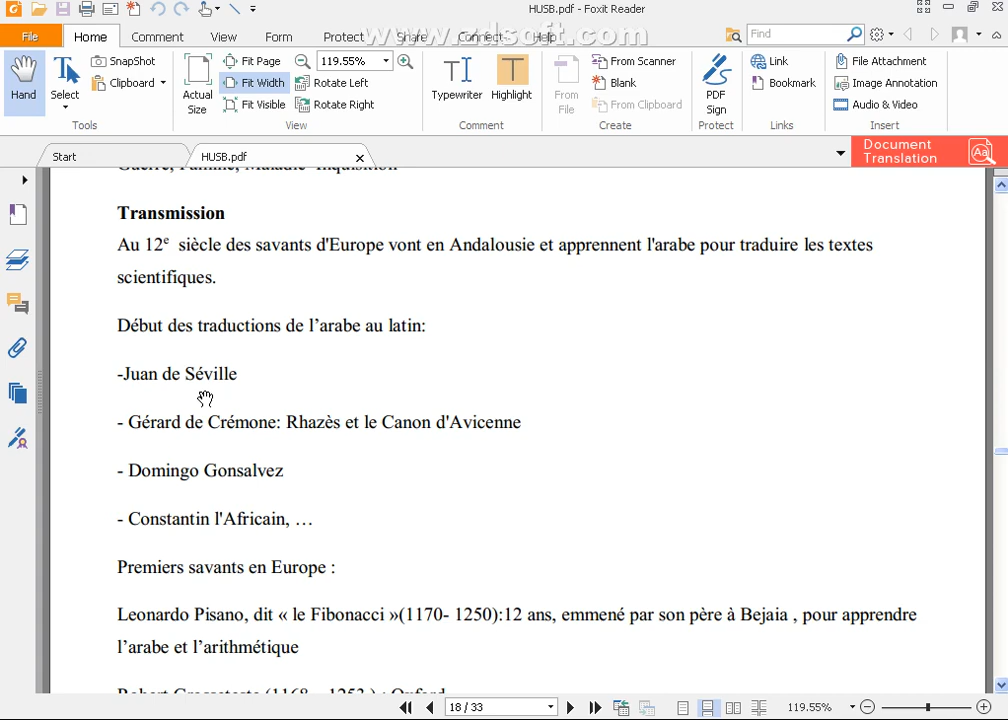 HUSB.pdf - Foxit Reader
File Home Comment View Form Protect Share Connect Help
www.zdsoft.com
Find
Hand
Select
SnapShot
Clipboard
Actual Size
Fit Page
Fit Width
Fit Visible
119.55%
Rotate Left
Rotate Right
Typewriter
Highlight
From File
From Scanner
Blank
From Clipboard
PDF Sign
Link
Bookmark
File Attachment
Image Annotation
Audio & Video
Tools View Comment Create Protect Links Insert
Start
HUSB.pdf
Document Translation
Transmission
Au 12e siècle des savants d'Europe vont en Andalousie et apprennent l'arabe pour traduire les textes
scientifiques.
Début des traductions de l’arabe au latin:
-Juan de Séville
- Gérard de Crémone: Rhazès et le Canon d'Avicenne
- Domingo Gonsalvez
- Constantin l'Africain, …
Premiers savants en Europe :
Leonardo Pisano, dit « le Fibonacci »(1170- 1250):12 ans, emmené par son père à Bejaia , pour apprendre
l’arabe et l’arithmétique
18 / 33
119.55%